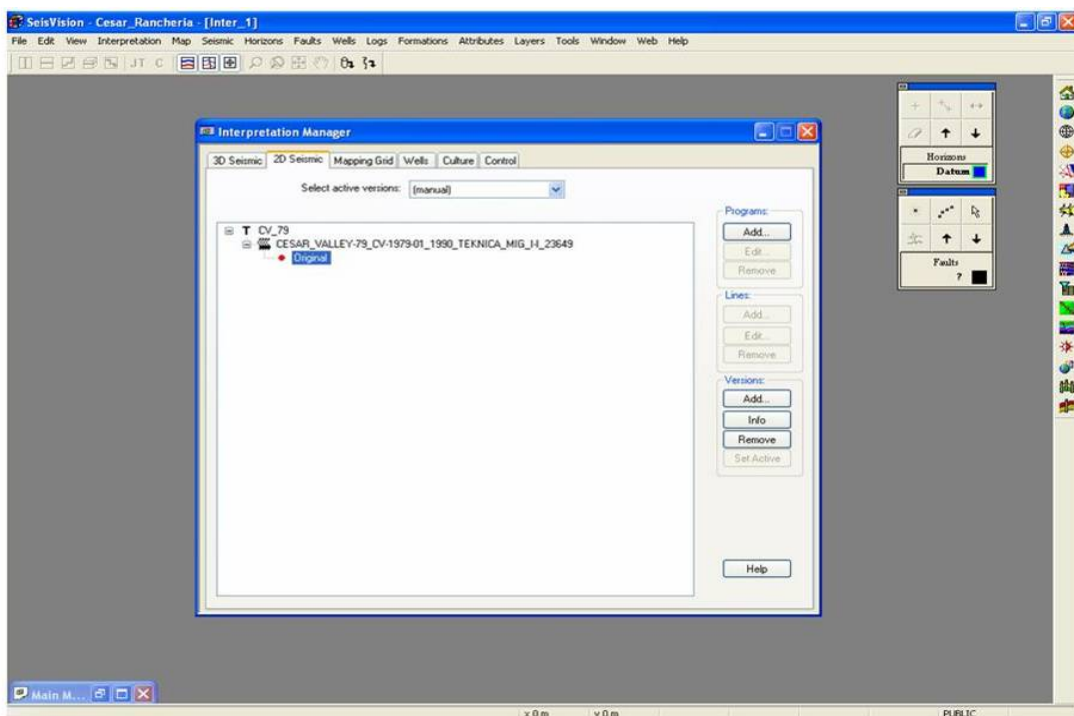 SeisVision - Cesar_Rancheria - [Inter_1]
File Edit View Interpretation Map Seismic Horizons Faults Wells Logs Formations Attributes Layers Tools Window Web Help
JT C
Interpretation Manager
3D Seismic 2D Seismic Mapping Grid Wells Culture Control
Select active versions: (manual)
T CV_79
CESAR_VALLEY-79_CV-1979-01_1990_TEKNICA_MIG_I-I_23649
Original
Programs:
Add...
Edit...
Remove
Lines:
Add...
Edit...
Remove
Versions:
Add...
Info
Remove
Set Active
Help
Horizons
Datum
Faults
?
Main M...
x 0 m y 0 m PUBLIC